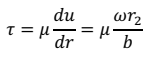 τ = μ du/dr = μ ωr₂/b